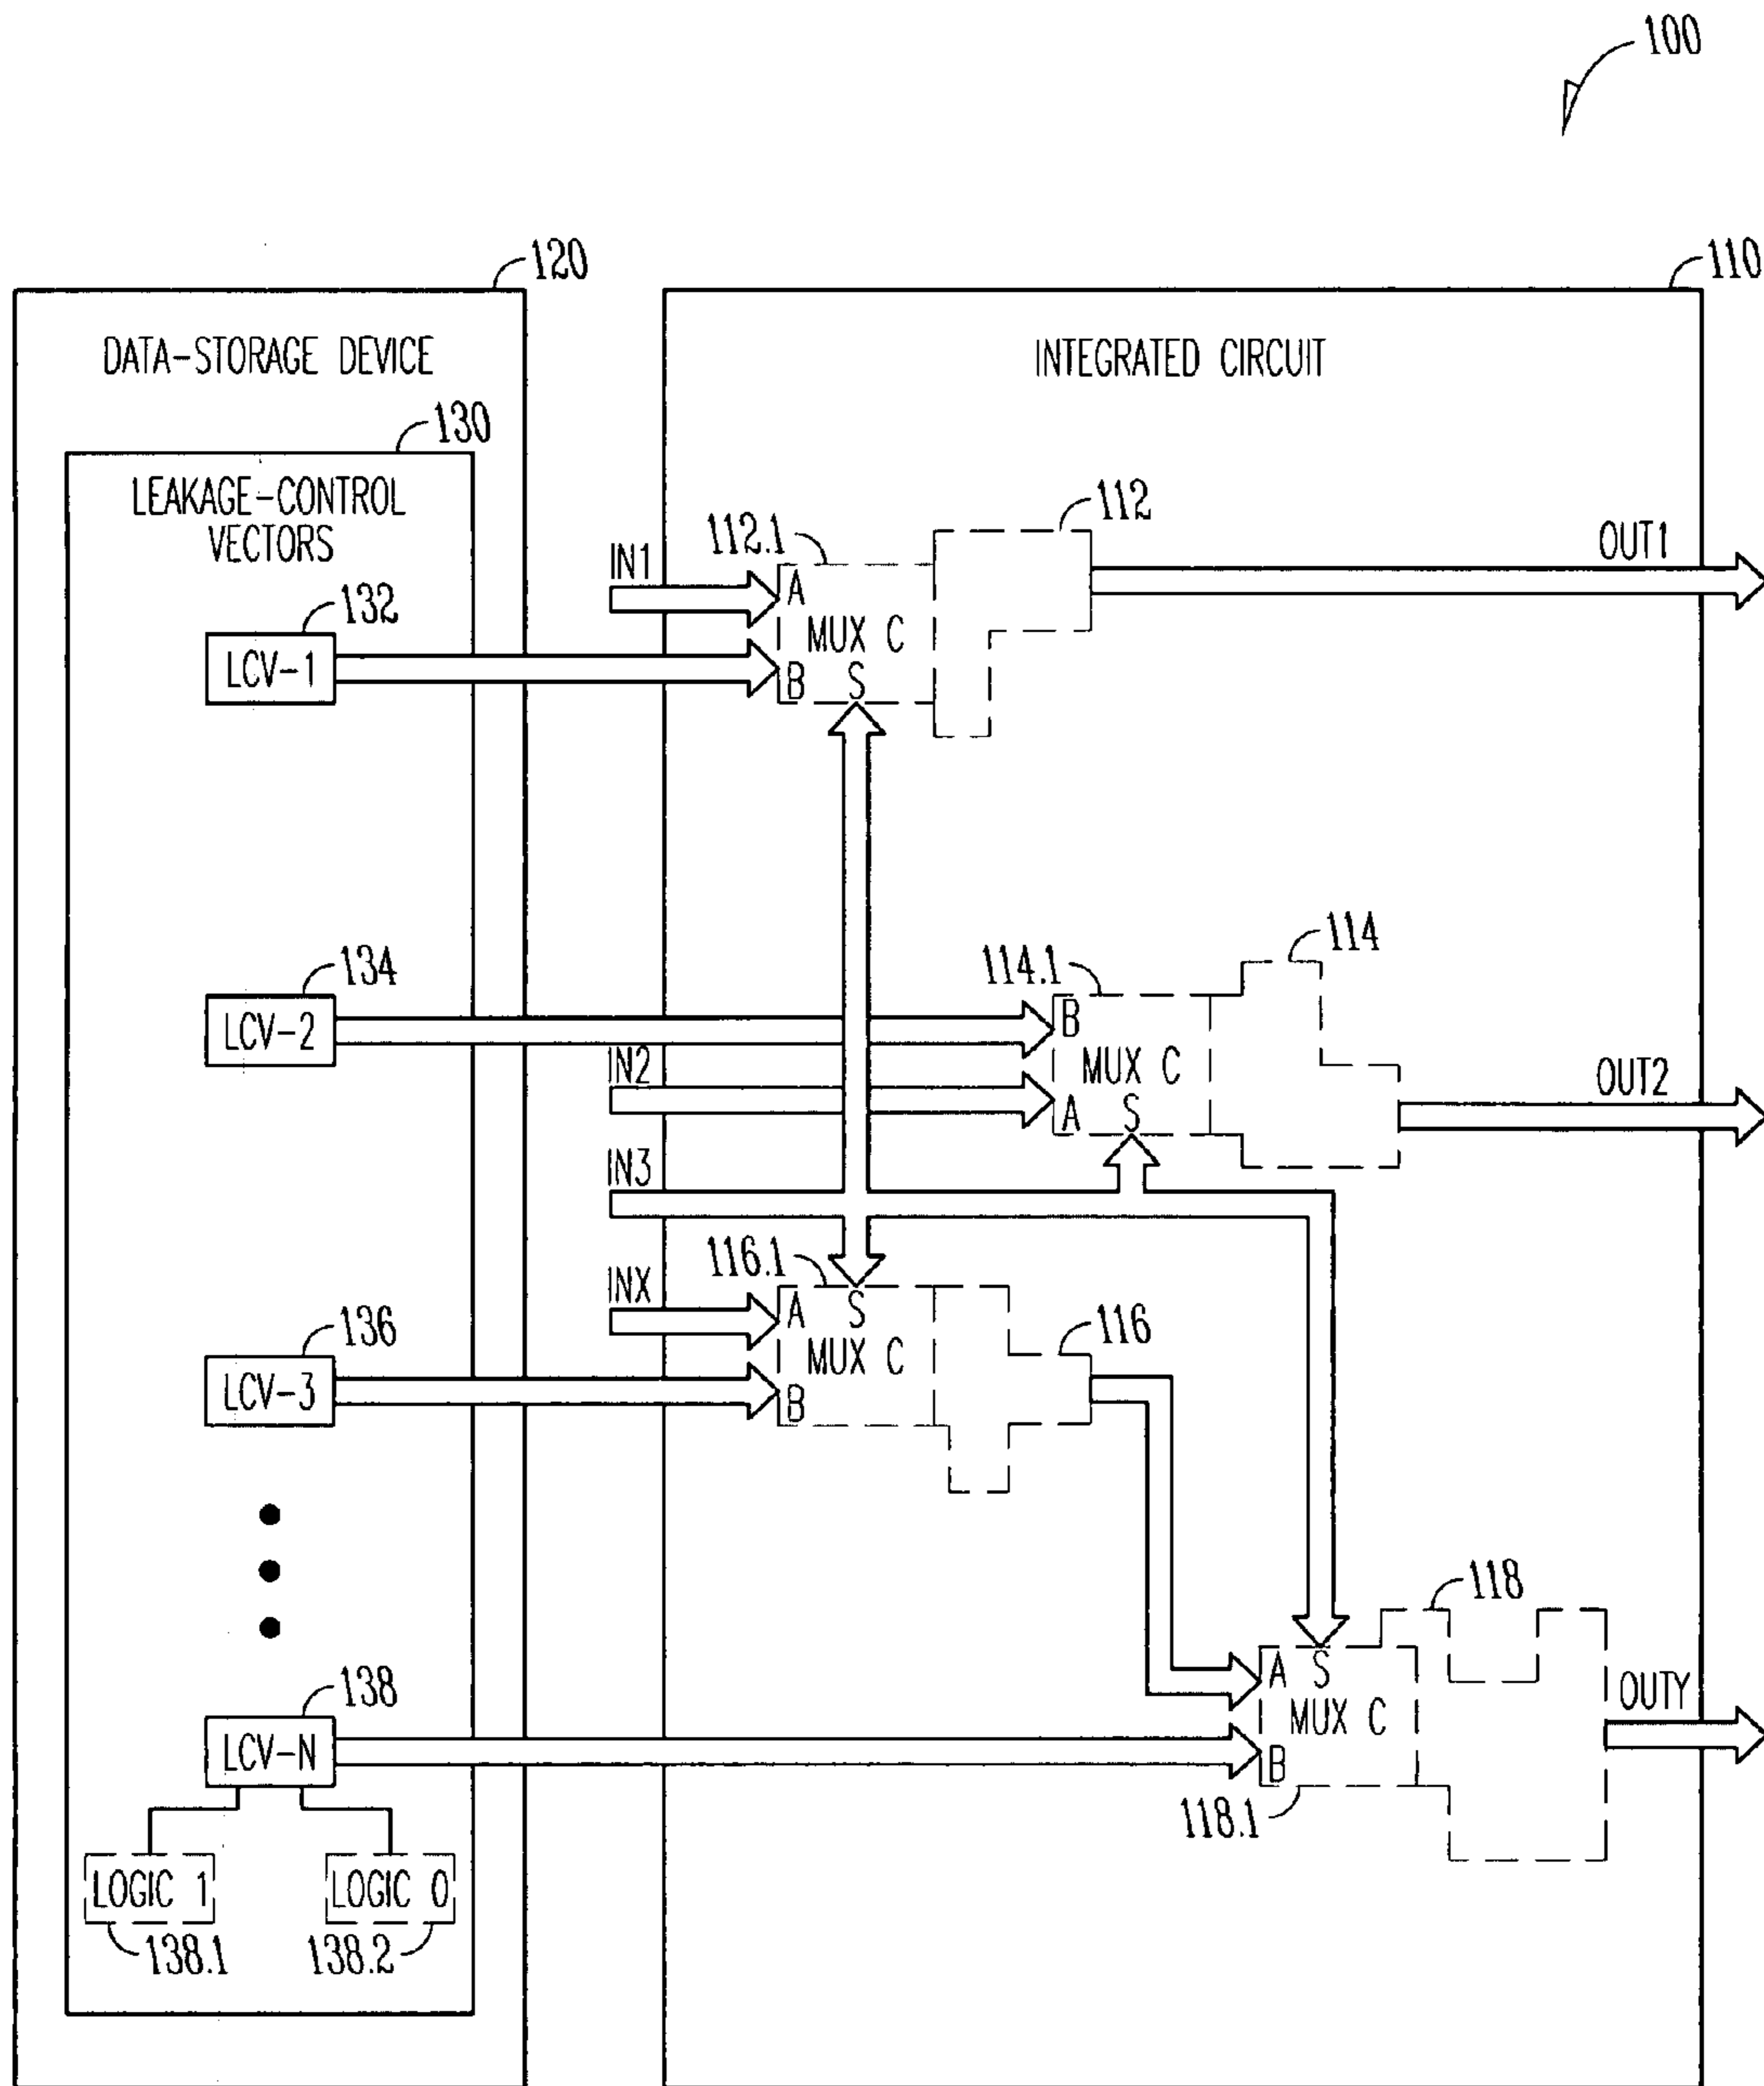 100
120
110
DATA-STORAGE DEVICE
INTEGRATED CIRCUIT
130
LEAKAGE-CONTROL
VECTORS
112
112.1
IN1
OUT1
A
MUX C
B S
132
LCV-1
114
114.1
134
LCV-2
B
MUX C
A S
IN2
OUT2
IN3
116.1
INX
A S
MUX C
B
116
136
LCV-3
118
138
LCV-N
A S
MUX C
B
OUTY
118.1
LOGIC 1
LOGIC 0
138.1
138.2